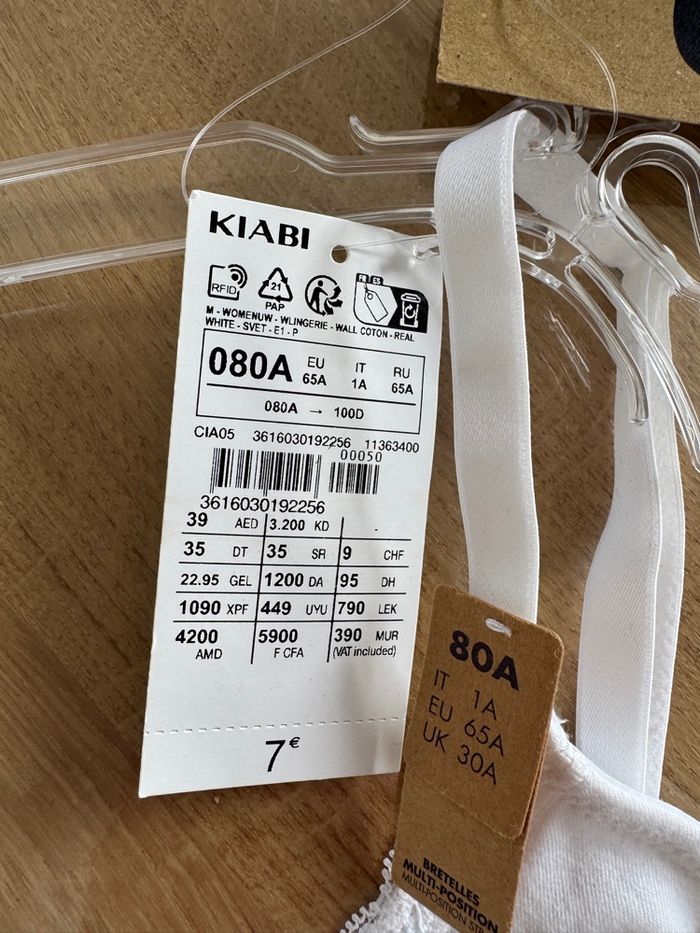 KIABI
RFID
21
PAP
FR ES
M - WOMENUW - WLINGERIE - WALL COTON - REAL
WHITE - SVET - E1 - P
080A EU IT RU
65A 1A 65A
080A → 100D
CIA05 3616030192256 11363400
00050
3616030192256
39 AED 3.200 KD -
35 DT 35 SR 9 CHF
22.95 GEL 1200 DA 95 DH
1090 XPF 449 UYU 790 LEK
4200 5900 390 MUR
AMD F CFA (VAT included)
7€
80A
IT 1A
EU 65A
UK 30A
BRETELLES
MULTI-POSITION
MULTI-POSITION